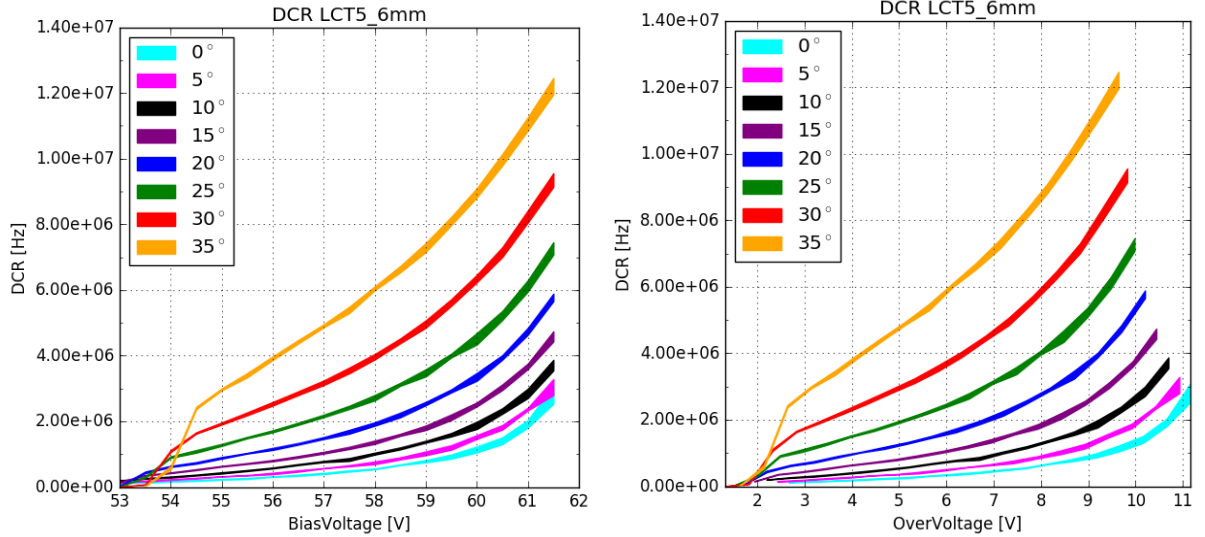 DCR LCT5_6mm
1.40e+07
1.20e+07
1.00e+07
8.00e+06
6.00e+06
4.00e+06
2.00e+06
0.00e+00
DCR [Hz]
0°
5°
10°
15°
20°
25°
30°
35°
53 54 55 56 57 58 59 60 61 62
BiasVoltage [V]
DCR LCT5_6mm
1.40e+07
1.20e+07
1.00e+07
8.00e+06
6.00e+06
4.00e+06
2.00e+06
0.00e+00
DCR [Hz]
0°
5°
10°
15°
20°
25°
30°
35°
2 3 4 5 6 7 8 9 10 11
OverVoltage [V]